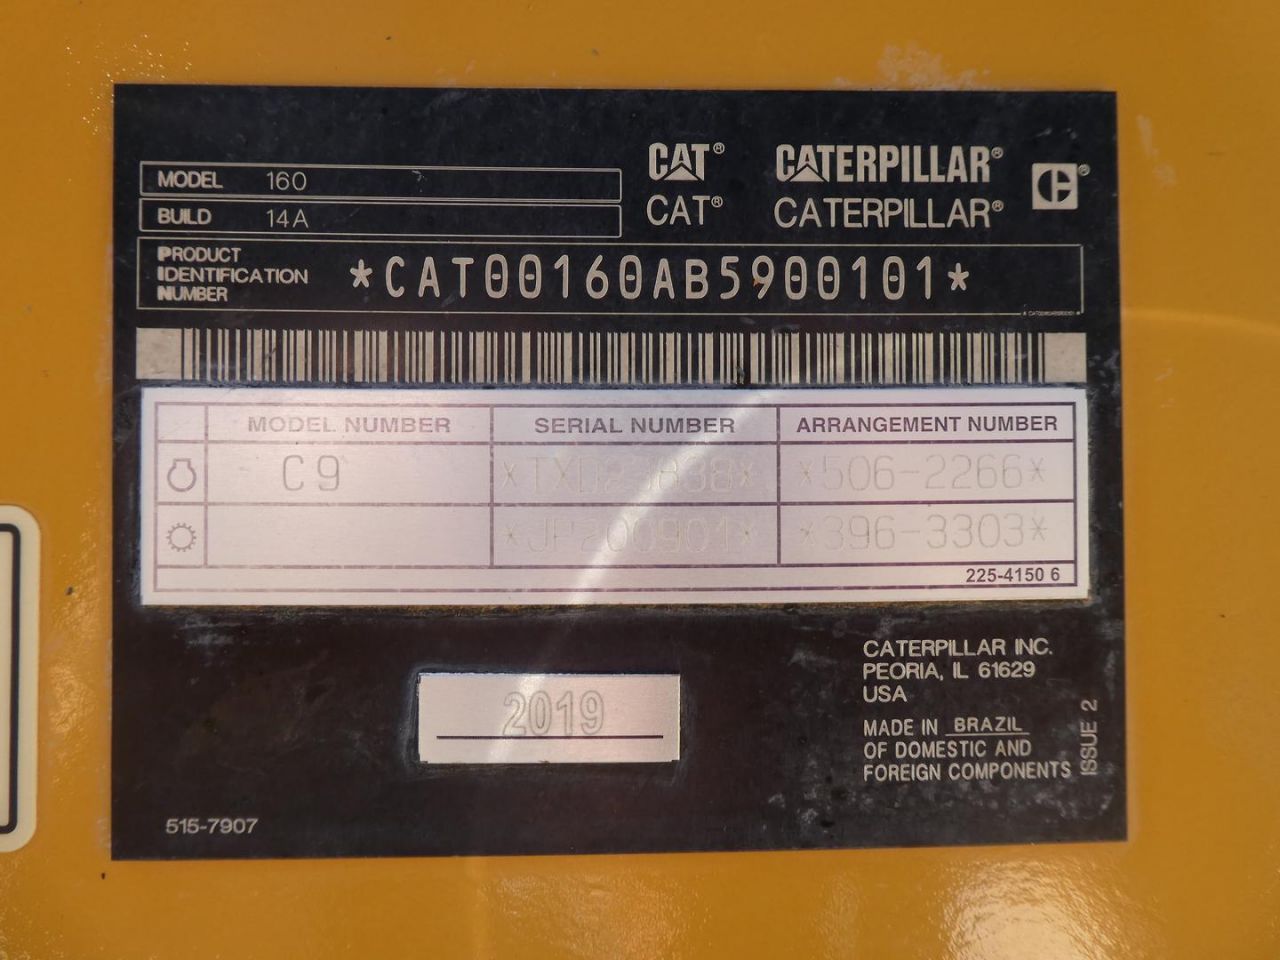 CAT® CATERPILLAR®
MODEL 160
CAT® CATERPILLAR®
BUILD 14A
PRODUCT
IDENTIFICATION
NUMBER
*CAT00160AB5900101*
MODEL NUMBER SERIAL NUMBER ARRANGEMENT NUMBER
C9 *506-2266*
*JP200901* *396-3303*
225-4150 6
2019
CATERPILLAR INC.
PEORIA, IL 61629
USA
MADE IN BRAZIL
OF DOMESTIC AND
FOREIGN COMPONENTS
ISSUE 2
515-7907